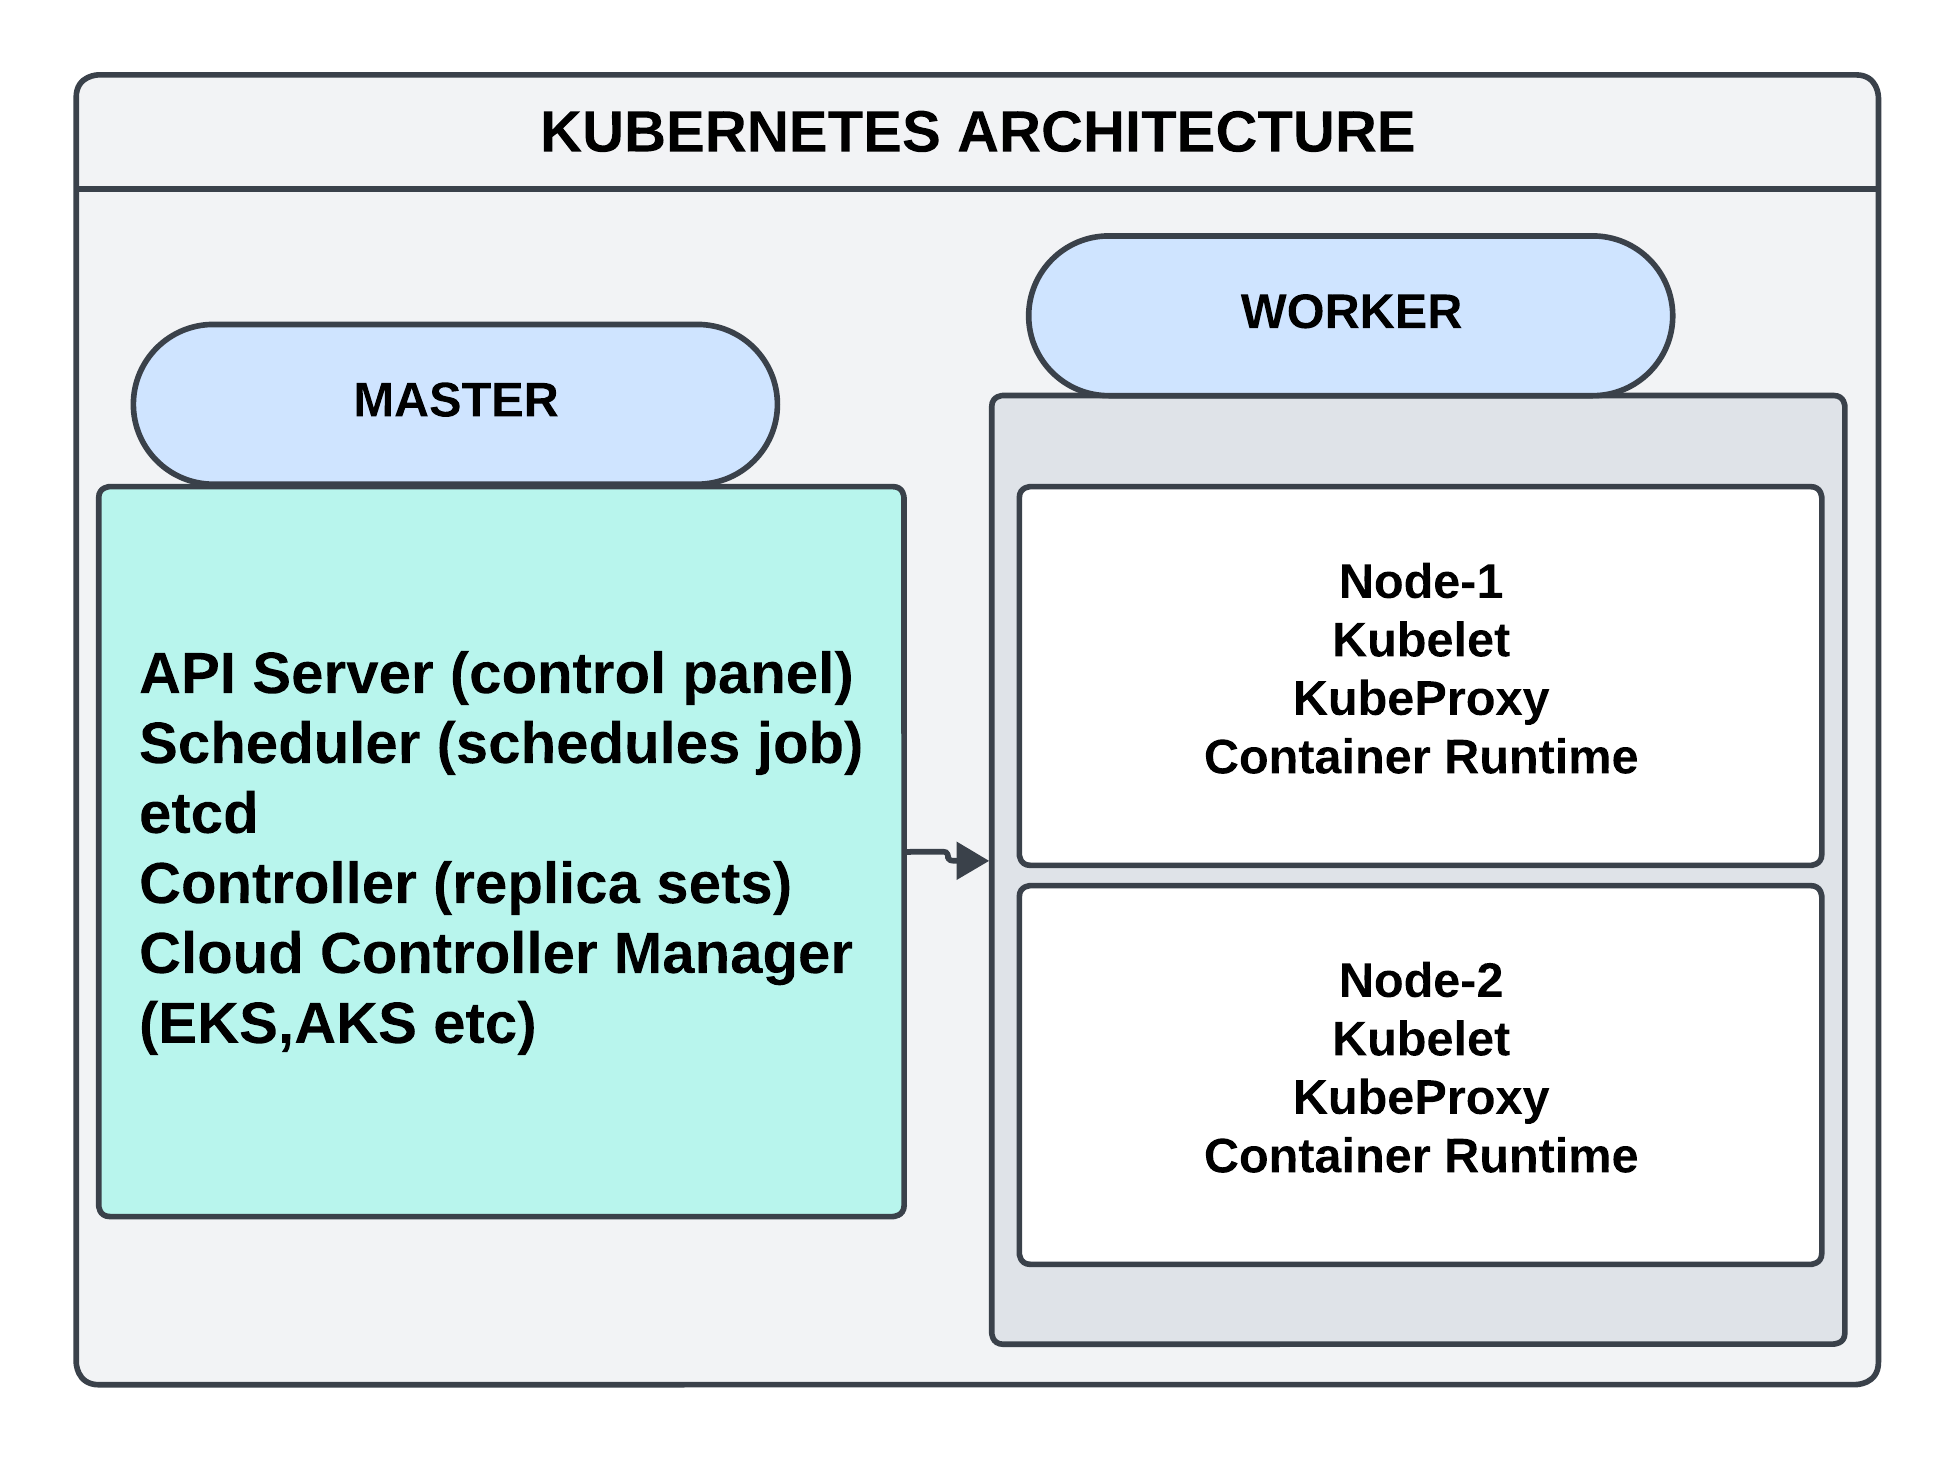 KUBERNETES ARCHITECTURE
MASTER
API Server (control panel)
Scheduler (schedules job)
etcd
Controller (replica sets)
Cloud Controller Manager
(EKS,AKS etc)
WORKER
Node-1
Kubelet
KubeProxy
Container Runtime
Node-2
Kubelet
KubeProxy
Container Runtime